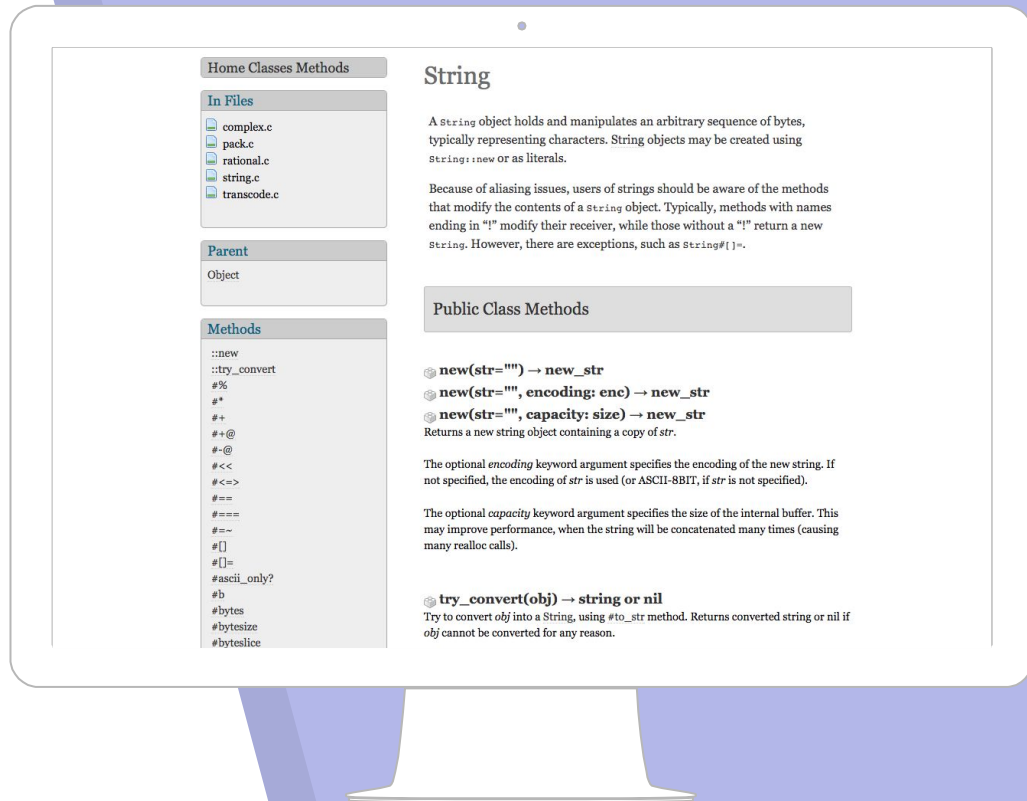 Home Classes Methods
In Files
complex.c
pack.c
rational.c
string.c
transcode.c
Parent
Object
Methods
::new
::try_convert
#%
#*
#+
#+@
#-@
#<<
#<=>
#==
#===
#=~
#[]
#[]=
#ascii_only?
#b
#bytes
#bytesize
#byteslice
String
A String object holds and manipulates an arbitrary sequence of bytes,
typically representing characters. String objects may be created using
String::new or as literals.
Because of aliasing issues, users of strings should be aware of the methods
that modify the contents of a String object. Typically, methods with names
ending in “!” modify their receiver, while those without a “!” return a new
String. However, there are exceptions, such as String#[]=.
Public Class Methods
new(str="") → new_str
new(str="", encoding: enc) → new_str
new(str="", capacity: size) → new_str
Returns a new string object containing a copy of str.
The optional encoding keyword argument specifies the encoding of the new string. If
not specified, the encoding of str is used (or ASCII-8BIT, if str is not specified).
The optional capacity keyword argument specifies the size of the internal buffer. This
may improve performance, when the string will be concatenated many times (causing
many realloc calls).
try_convert(obj) → string or nil
Try to convert obj into a String, using #to_str method. Returns converted string or nil if
obj cannot be converted for any reason.